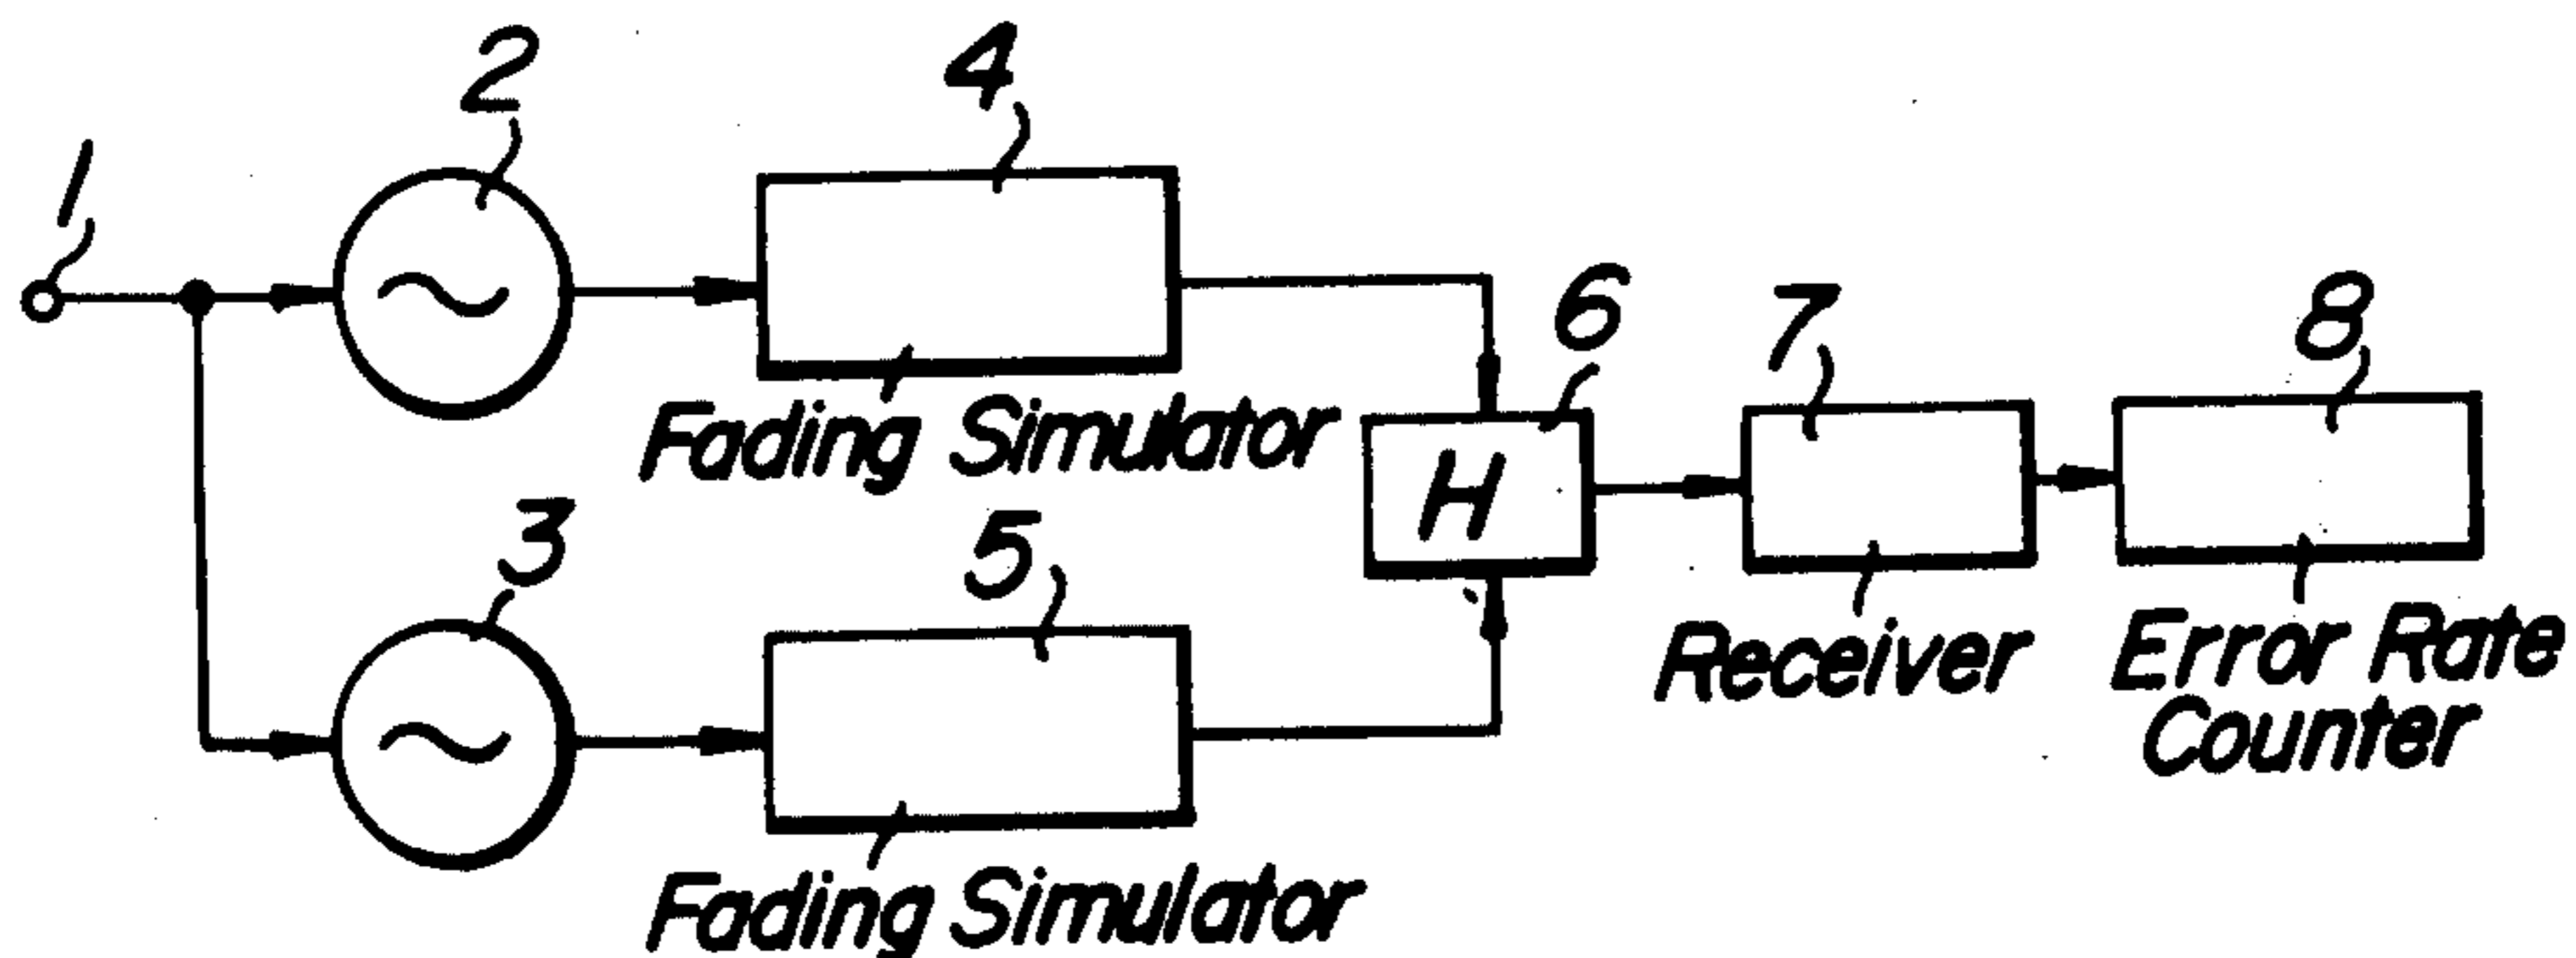 1
2
4
Fading Simulator
3
5
Fading Simulator
6
H
7
Receiver
8
Error Rate
Counter